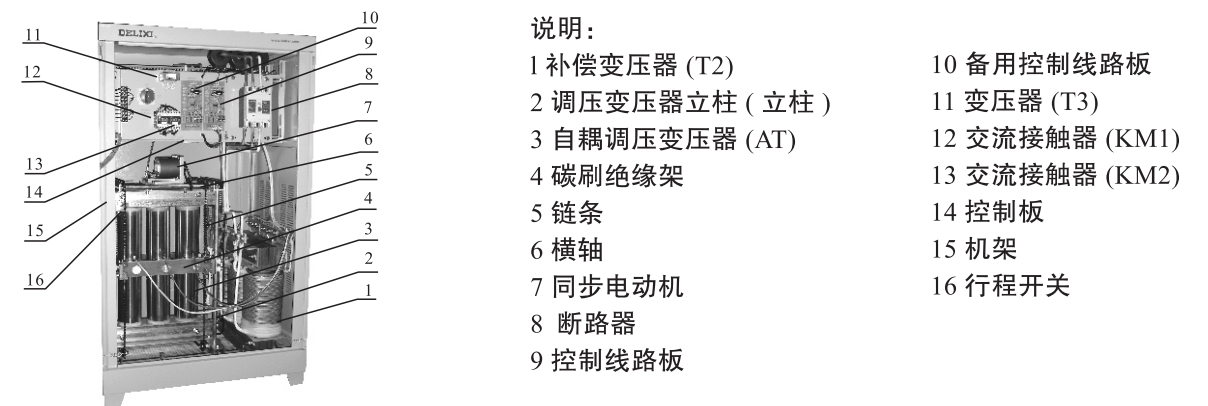 DELIXI
10
9
8
7
6
5
4
3
2
1
11
12
13
14
15
16
说明:
1 补偿变压器 (T2)
2 调压变压器立柱 ( 立柱 )
3 自耦调压变压器 (AT)
4 碳刷绝缘架
5 链条
6 横轴
7 同步电动机
8 断路器
9 控制线路板
10 备用控制线路板
11 变压器 (T3)
12 交流接触器 (KM1)
13 交流接触器 (KM2)
14 控制板
15 机架
16 行程开关